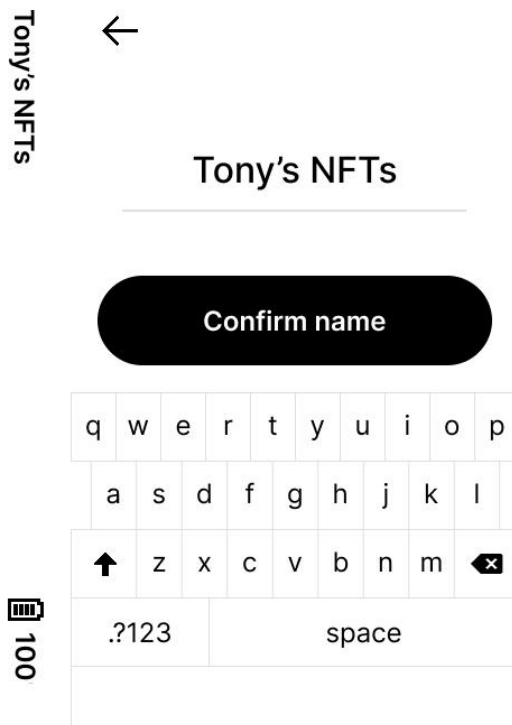 Tony's NFTs
Tony’s NFTs
Confirm name
q w e r t y u i o p
a s d f g h j k l
z x c v b n m
.?123 space
100